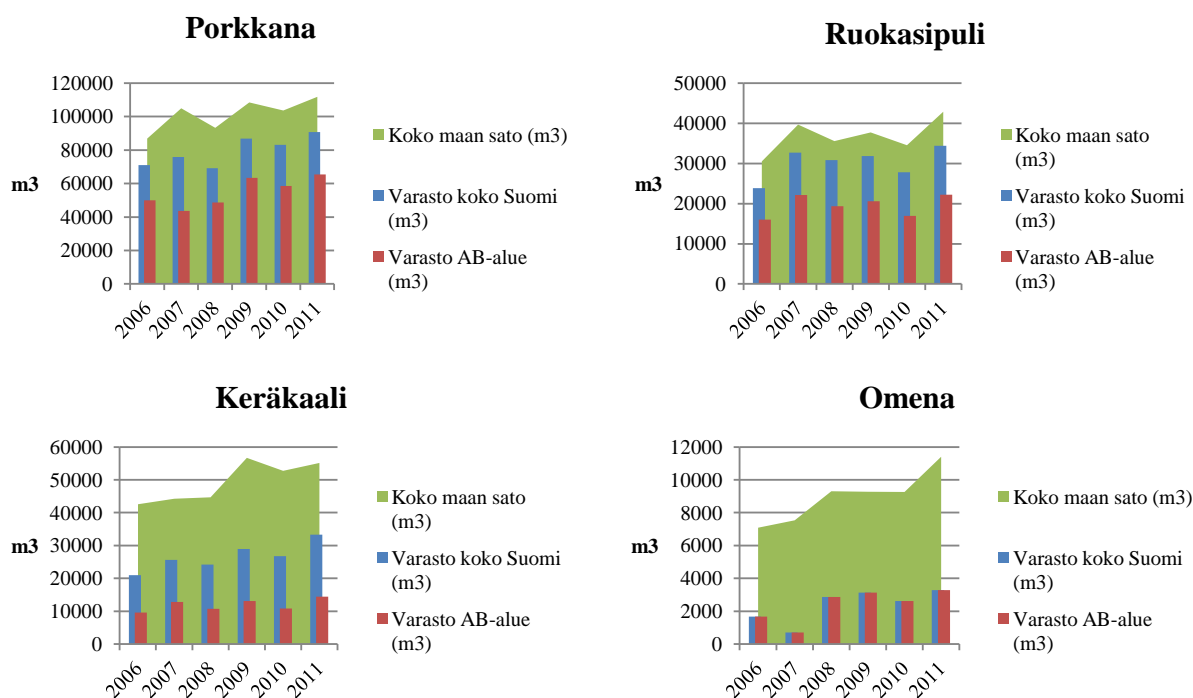 Porkkana
120000
100000
80000
60000
40000
20000
0
m3
2006
2007
2008
2009
2010
2011
Koko maan sato (m3)
Varasto koko Suomi
(m3)
Varasto AB-alue
(m3)
Ruokasipuli
50000
40000
30000
20000
10000
0
m3
2006
2007
2008
2009
2010
2011
Koko maan sato
(m3)
Varasto koko Suomi
(m3)
Varasto AB-alue
(m3)
Keräkaali
60000
50000
40000
30000
20000
10000
0
m3
2006
2007
2008
2009
2010
2011
Koko maan sato
(m3)
Varasto koko Suomi
(m3)
Varasto AB-alue
(m3)
Omena
12000
10000
8000
6000
4000
2000
0
m3
2006
2007
2008
2009
2010
2011
Koko maan sato (m3)
Varasto koko Suomi
(m3)
Varasto AB-alue
(m3)